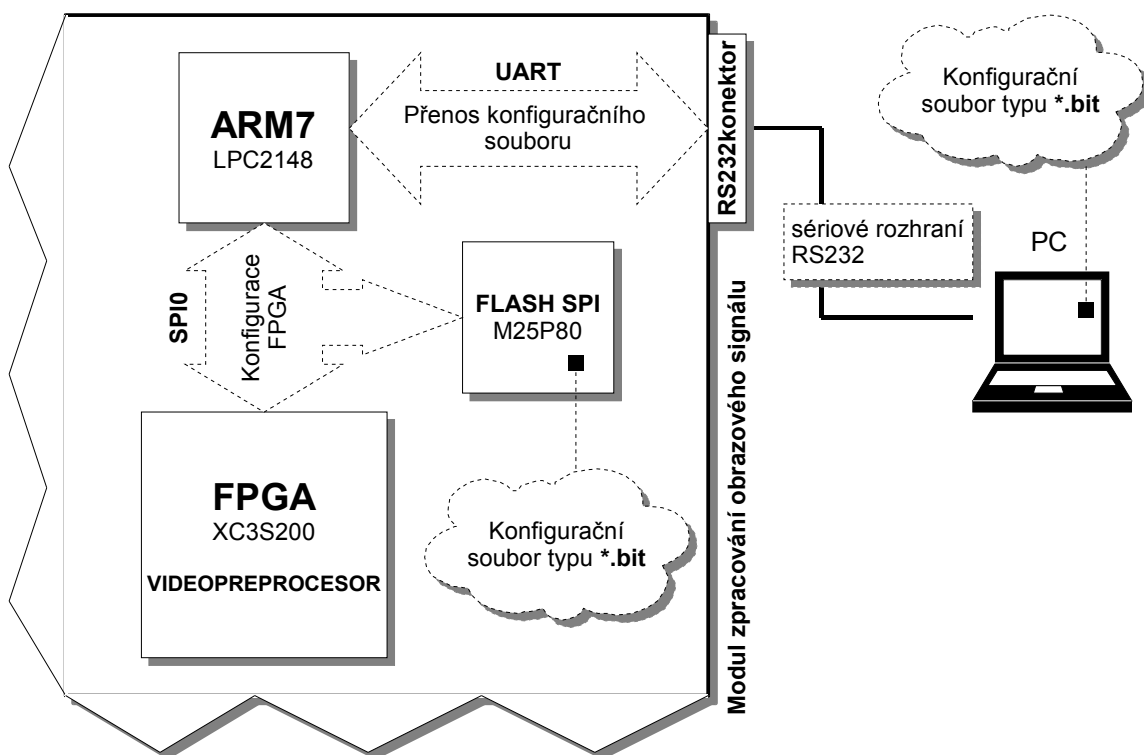 ARM7
LPC2148
UART
Přenos konfiguračního
souboru
RS232konektor
Konfigurační
soubor typu *.bit
sériové rozhraní
RS232
PC
SPI0
Konfigurace
FPGA
FLASH SPI
M25P80
FPGA
XC3S200
VIDEOPREPROCESOR
Konfigurační
soubor typu *.bit
Modul zpracování obrazového signálu